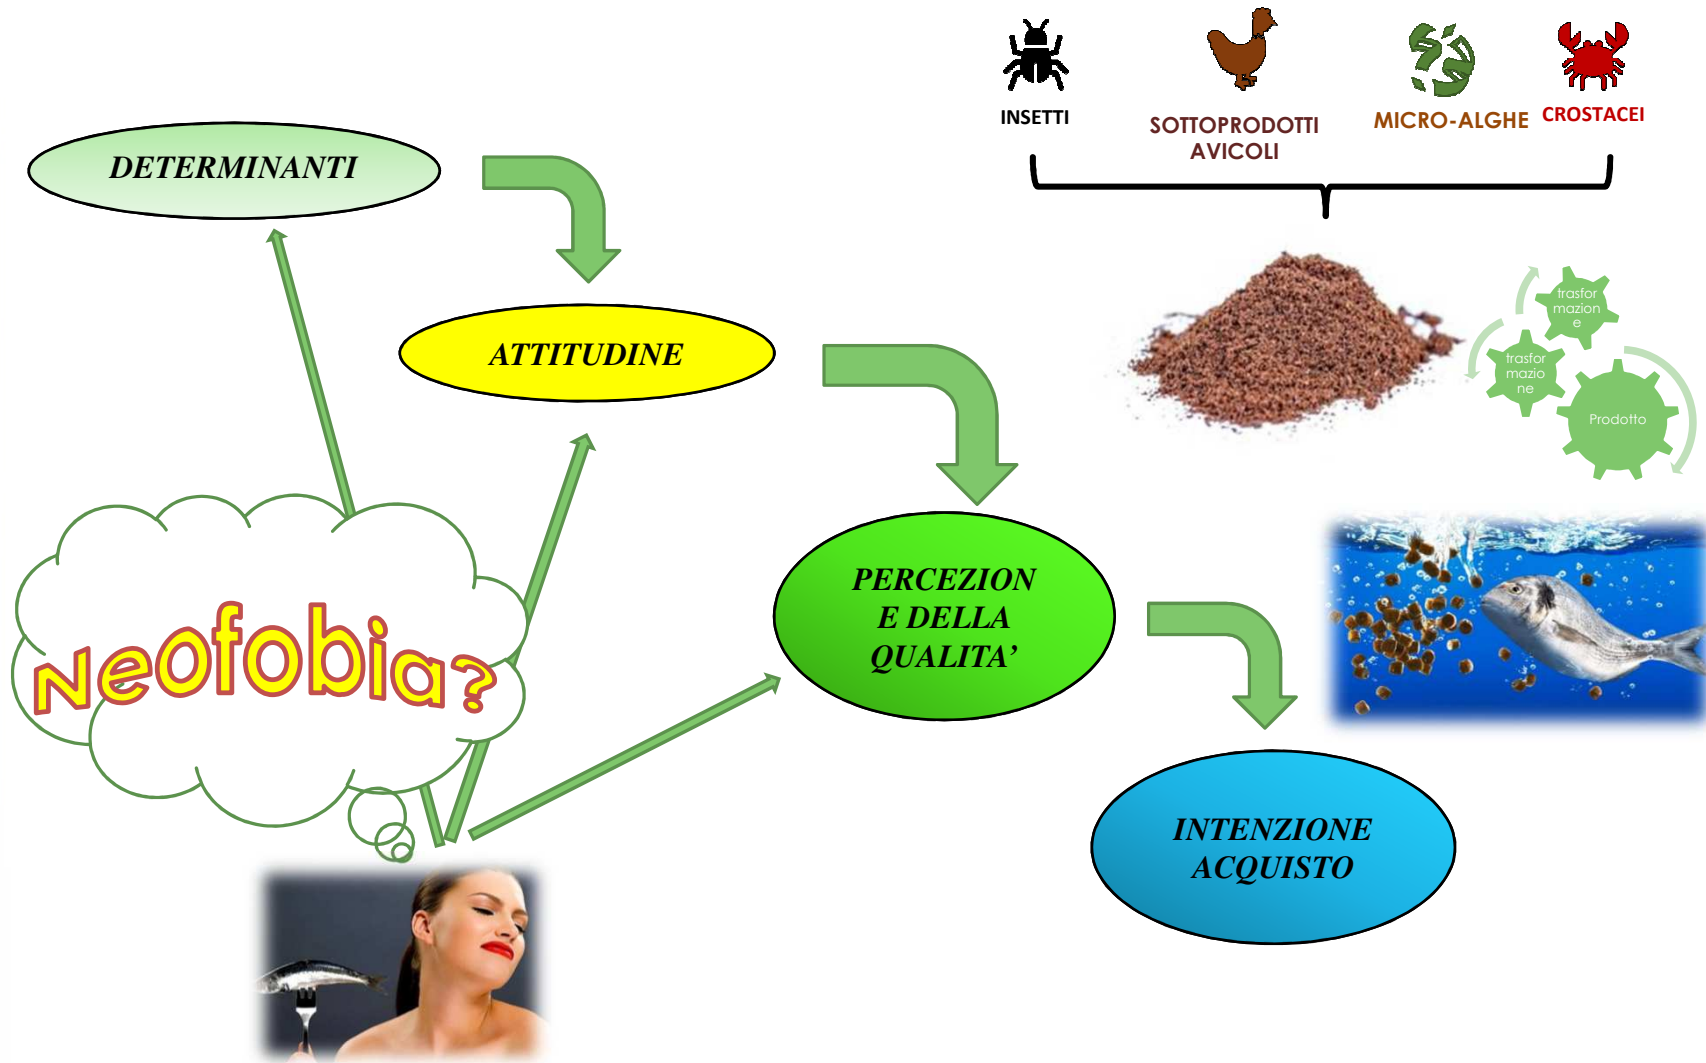 INSETTI
SOTTOPRODOTTI
AVICOLI
MICRO-ALGHE
CROSTACEI
DETERMINANTI
trasfor
mazion
e
trasfor
mazio
ne
Prodotto
ATTITUDINE
PERCEZION
E DELLA
QUALITA’
Neofobia?
INTENZIONE
ACQUISTO